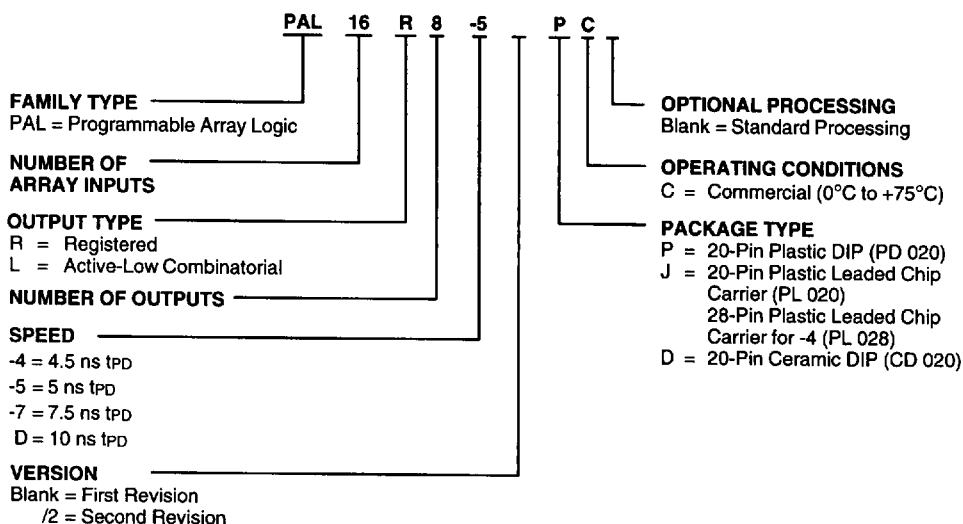 PAL 16 R 8 -5 P C
FAMILY TYPE
PAL = Programmable Array Logic
NUMBER OF
ARRAY INPUTS
OUTPUT TYPE
R = Registered
L = Active-Low Combinatorial
NUMBER OF OUTPUTS
SPEED
-4 = 4.5 ns tPD
-5 = 5 ns tPD
-7 = 7.5 ns tPD
D = 10 ns tPD
VERSION
Blank = First Revision
/2 = Second Revision
OPTIONAL PROCESSING
Blank = Standard Processing
OPERATING CONDITIONS
C = Commercial (0°C to +75°C)
PACKAGE TYPE
P = 20-Pin Plastic DIP (PD 020)
J = 20-Pin Plastic Leaded Chip
Carrier (PL 020)
28-Pin Plastic Leaded Chip
Carrier for -4 (PL 028)
D = 20-Pin Ceramic DIP (CD 020)